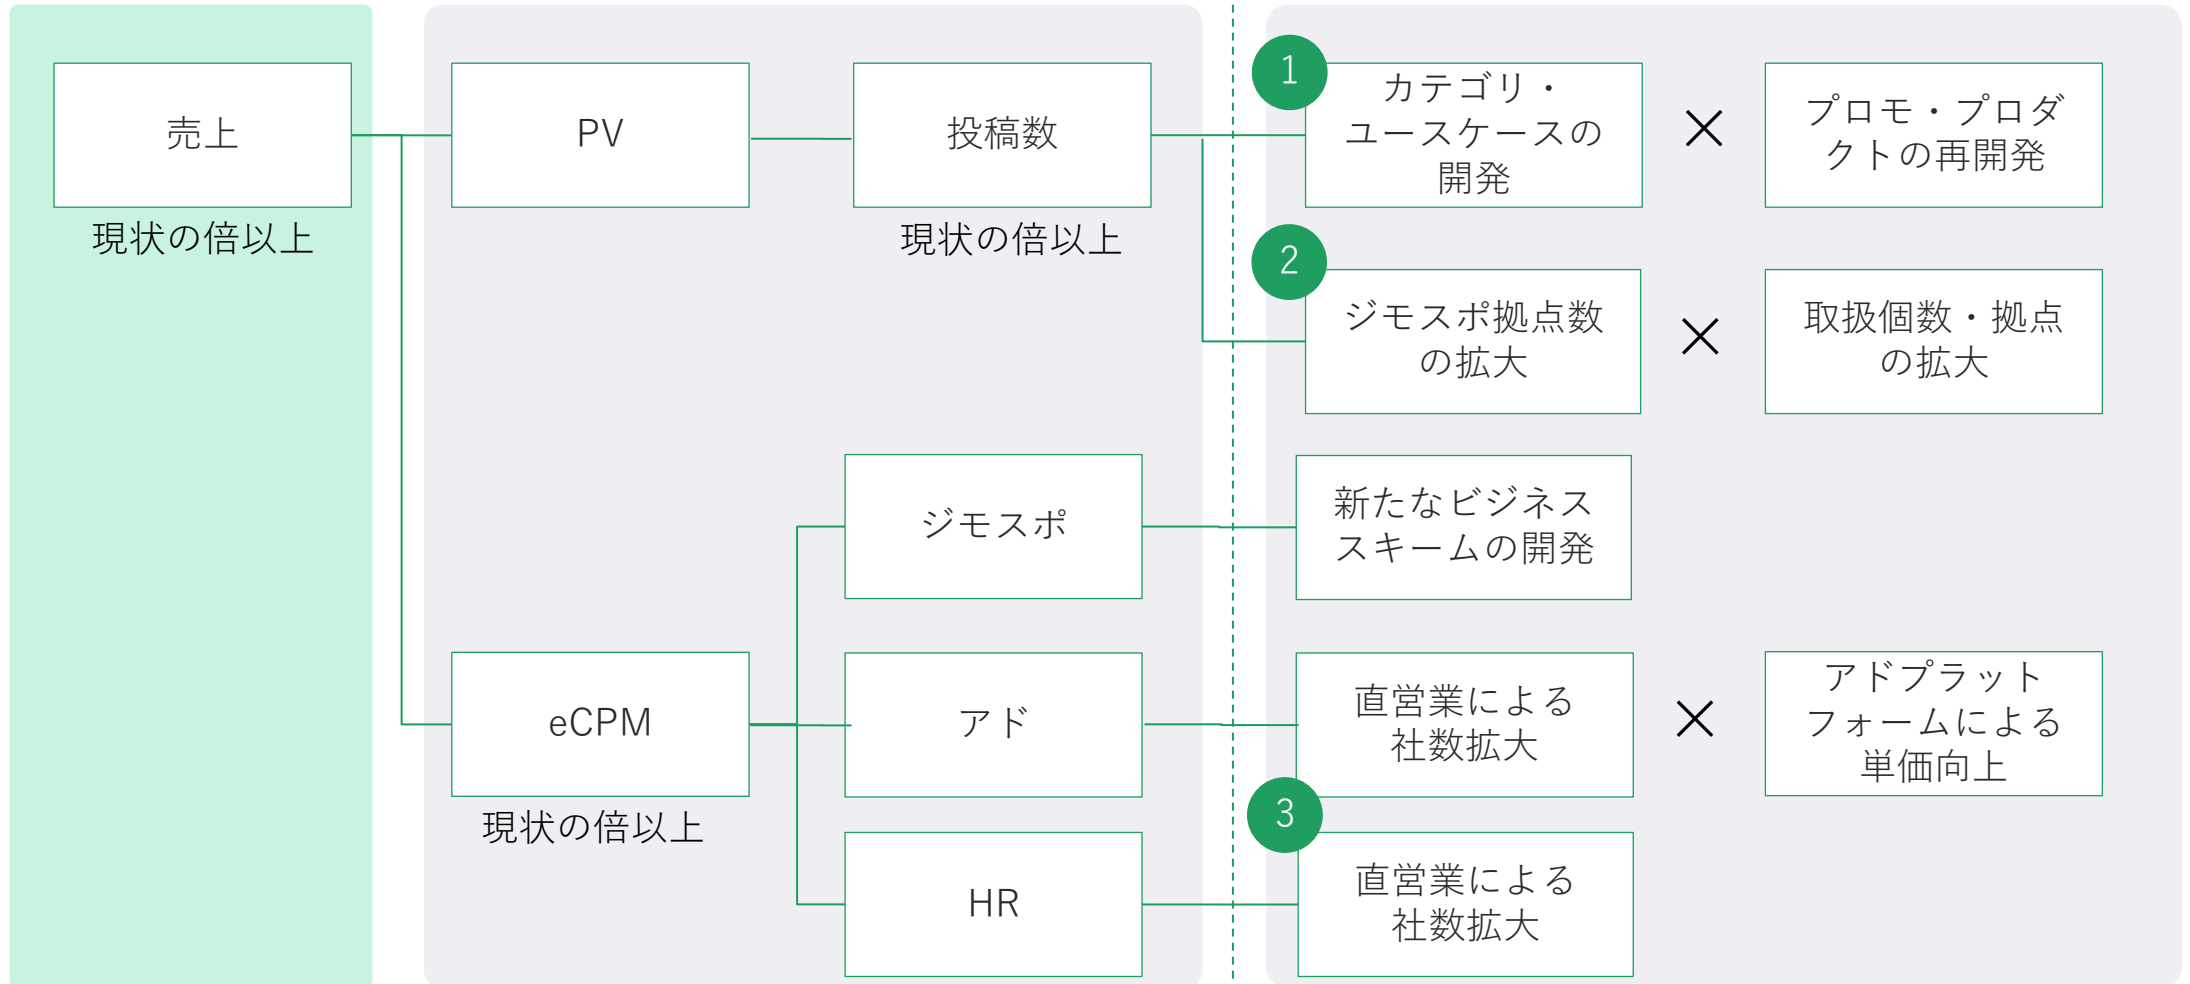 売上
現状の倍以上
PV
投稿数
現状の倍以上
1
カテゴリ・
ユースケースの
開発
×
プロモ・プロダ
クトの再開発
2
ジモスポ拠点数
の拡大
×
取扱個数・拠点
の拡大
eCPM
現状の倍以上
ジモスポ
新たなビジネス
スキームの開発
アド
直営業による
社数拡大
×
アドプラット
フォームによる
単価向上
HR
3
直営業による
社数拡大